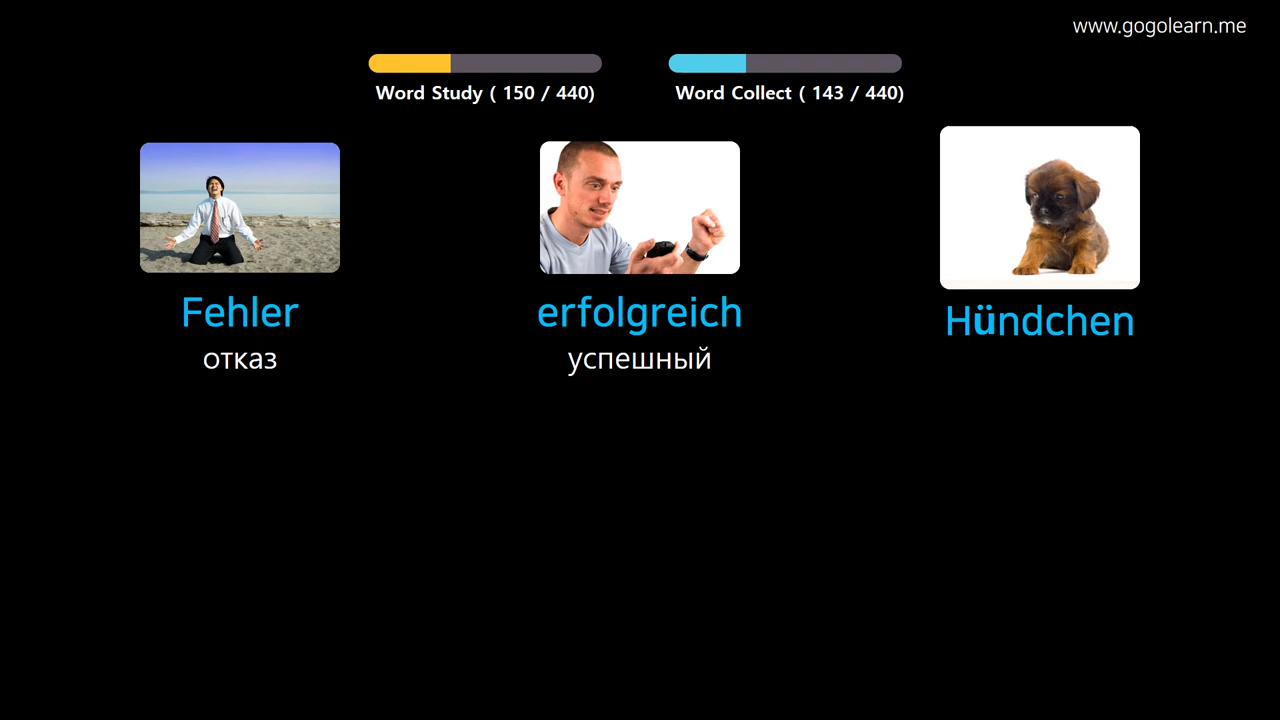 www.gogolearn.me
Word Study ( 150 / 440)
Word Collect ( 143 / 440)
Fehler
отказ
erfolgreich
успешный
Hündchen